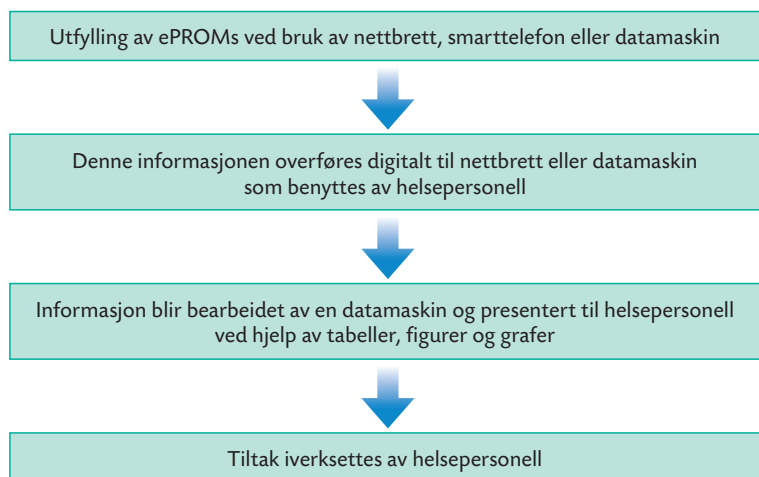 Utfylling av ePROMs ved bruk av nettbrett, smarttelefon eller datamaskin
Denne informasjonen overføres digitalt til nettbrett eller datamaskin
som benyttes av helsepersonell
Informasjon blir bearbeidet av en datamaskin og presentert til helsepersonell
ved hjelp av tabeller, figurer og grafer
Tiltak iverksettes av helsepersonell